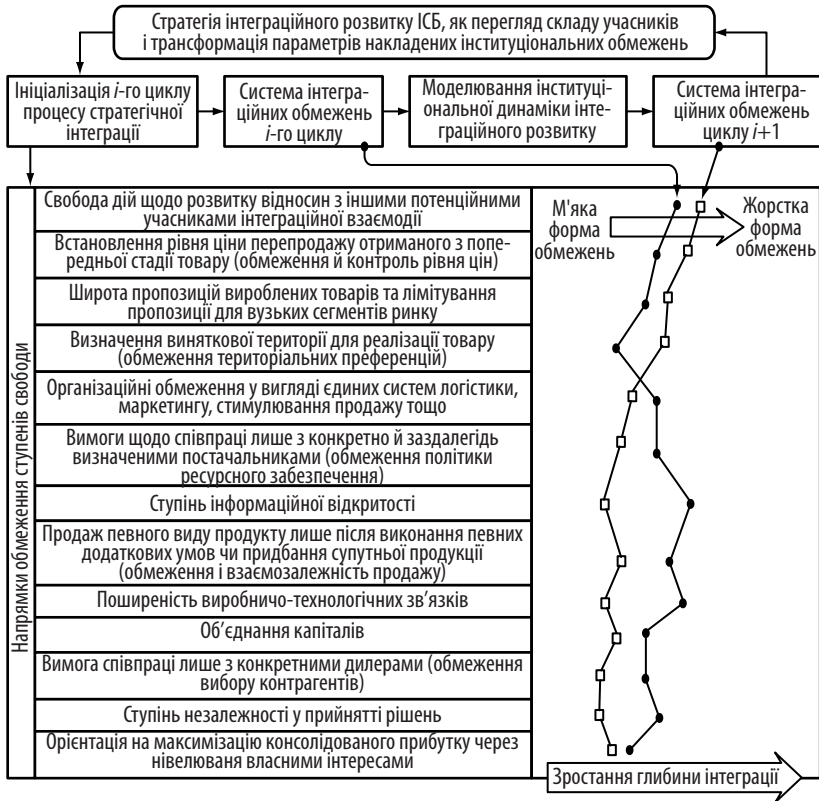 Стратегія інтеграційного розвитку ІСБ, як перегляд складу учасників
і трансформація параметрів накладених інституціональних обмежень
Ініціалізація i-го циклу
процесу стратегічної
інтеграції
Система інтегра-
ційних обмежень
i-го циклу
Моделювання інституці-
ональної динаміки інте-
граційного розвитку
Система інтегра-
ційних обмежень
циклу i+1
Напрямки обмеження ступенів свободи
Свобода дій щодо розвитку відносин з іншими потенційними
учасниками інтеграційної взаємодії
Встановлення рівня ціни перепродажу отриманого з попе-
редньої стадії товару (обмеження й контроль рівня цін)
Широта пропозицій вироблених товарів та лімітування
пропозиції для вузьких сегментів ринку
Визначення виняткової території для реалізації товару
(обмеження територіальних преференцій)
Організаційні обмеження у вигляді єдиних систем логістики,
маркетингу, стимулювання продажу тощо
Вимоги щодо співпраці лише з конкретно й заздалегідь
визначеними постачальниками (обмеження політики
ресурсного забезпечення)
Ступінь інформаційної відкритості
Продаж певного виду продукту лише після виконання певних
додаткових умов чи придбання супутньої продукції
(обмеження і взаємозалежність продажу)
Поширеність виробничо-технологічних зв'язків
Об'єднання капіталів
Вимога співпраці лише з конкретними дилерами (обмеження
вибору контрагентів)
Ступінь незалежності у прийнятті рішень
Орієнтація на максимізацію консолідованого прибутку через
нівелюваня власними інтересами
М'яка
форма
обмежень
Жорстка
форма
обмежень
Зростання глибини інтеграції